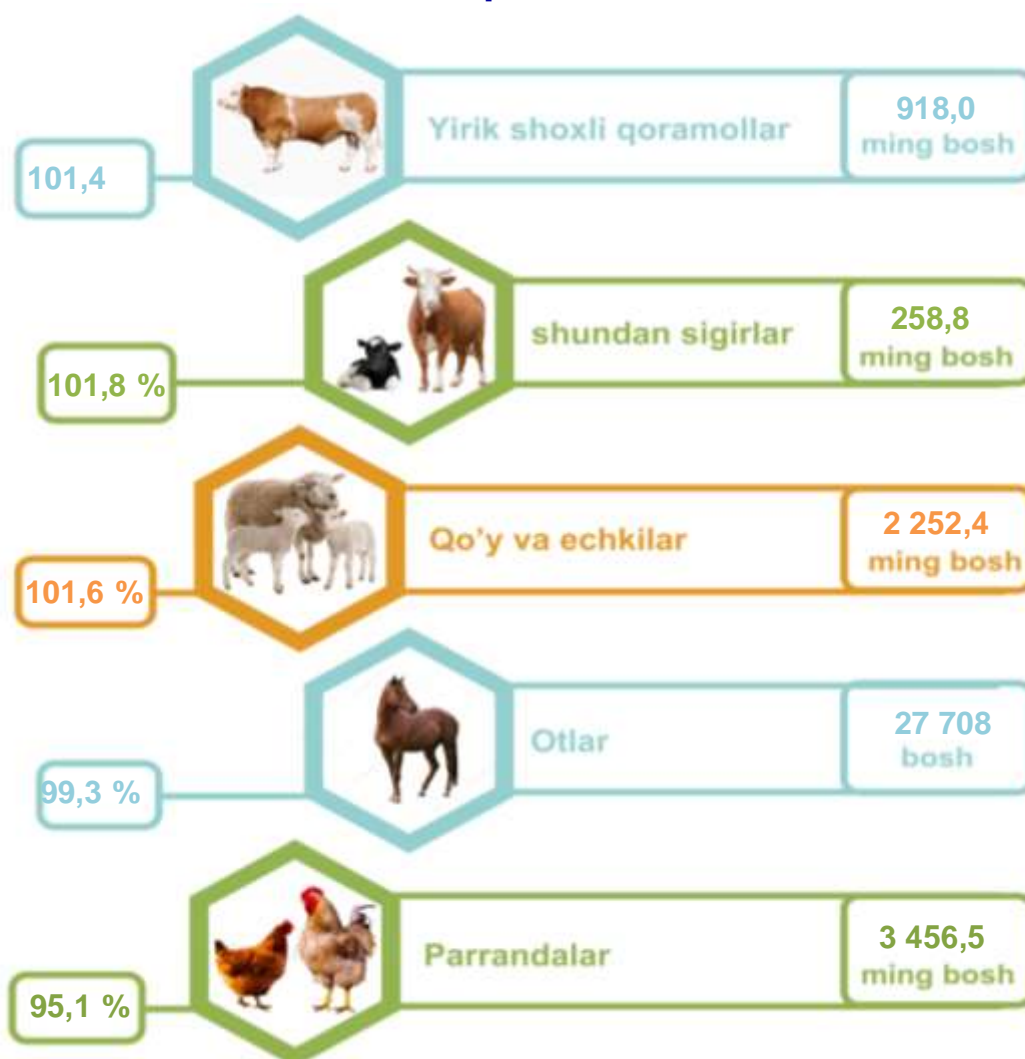 Yirik shoxli qoramollar
918,0
ming bosh
101,4
shundan sigirlar
258,8
ming bosh
101,8 %
Qo’y va echkilar
2 252,4
ming bosh
101,6 %
Otlar
27 708
bosh
99,3 %
Parrandalar
3 456,5
ming bosh
95,1 %